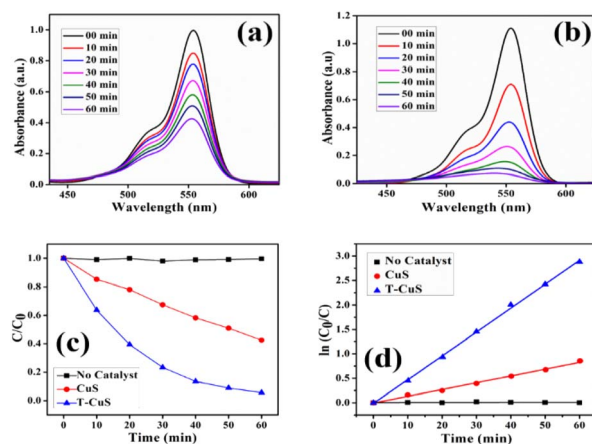 (a)
00 min
10 min
20 min
30 min
40 min
50 min
60 min
Absorbance (a.u.)
1.0
0.8
0.6
0.4
0.2
0.0
450 500 550 600
Wavelength (nm)
(b)
00 min
10 min
20 min
30 min
40 min
50 min
60 min
Absorbance (a.u)
1.2
1.0
0.8
0.6
0.4
0.2
0.0
400 450 500 550 600
Wavelength (nm)
C/C0
1.0
0.8
0.6
0.4
0.2
0.0
(c)
No Catalyst
CuS
T-CuS
0 10 20 30 40 50 60
Time (min)
ln (C0/C)
3.0
2.5
2.0
1.5
1.0
0.5
0.0
No Catalyst
CuS
T-CuS
(d)
0 10 20 30 40 50 60
Time (min)